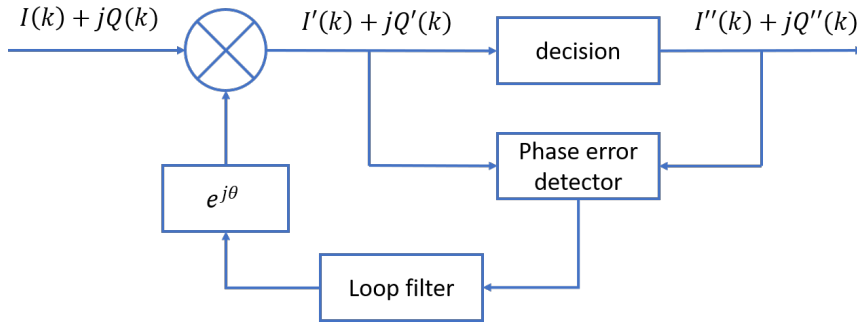 I(k) + jQ(k)
I'(k) + jQ'(k)
I''(k) + jQ''(k)
decision
Phase error
detector
e^{jθ}
Loop filter